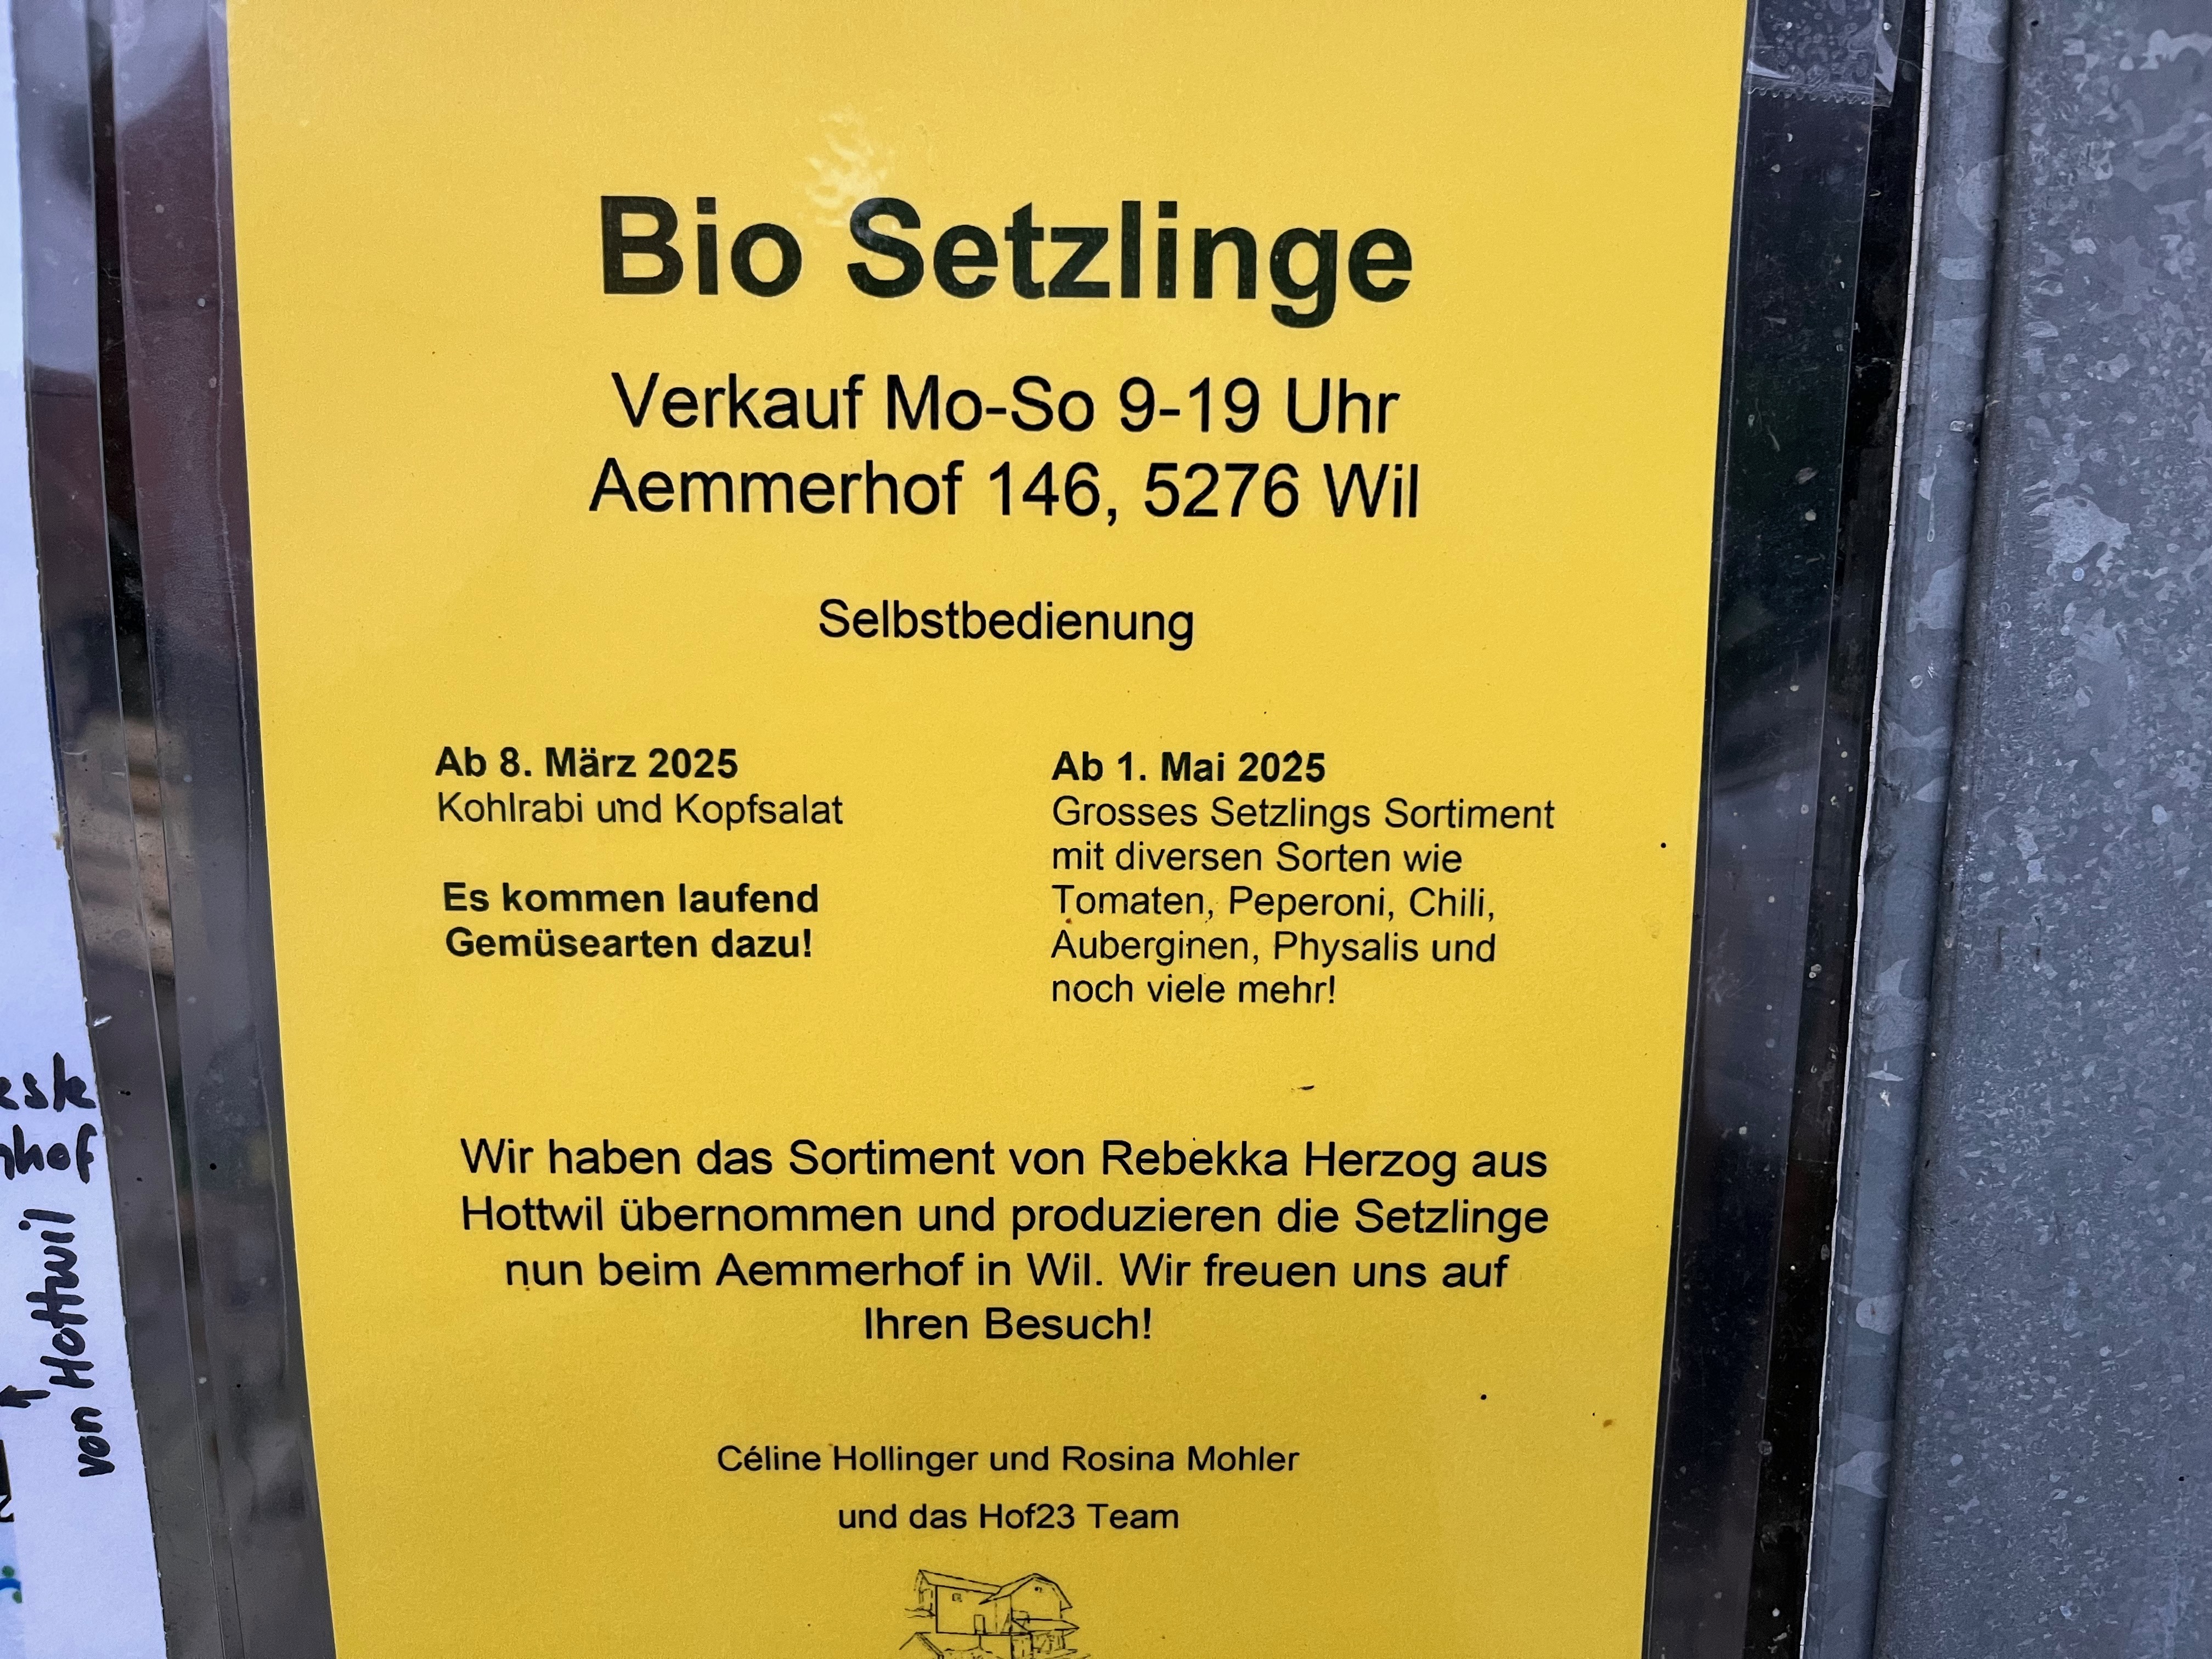 Bio Setzlinge
Verkauf Mo-So 9-19 Uhr
Aemmerhof 146, 5276 Wil
Selbstbedienung
Ab 8. März 2025
Kohlrabi und Kopfsalat
Es kommen laufend
Gemüsearten dazu!
Ab 1. Mai 2025
Grosses Setzlings Sortiment
mit diversen Sorten wie
Tomaten, Peperoni, Chili,
Auberginen, Physalis und
noch viele mehr!
Wir haben das Sortiment von Rebekka Herzog aus
Hottwil übernommen und produzieren die Setzlinge
nun beim Aemmerhof in Wil. Wir freuen uns auf
Ihren Besuch!
Céline Hollinger und Rosina Mohler
und das Hof23 Team
von Hottwil